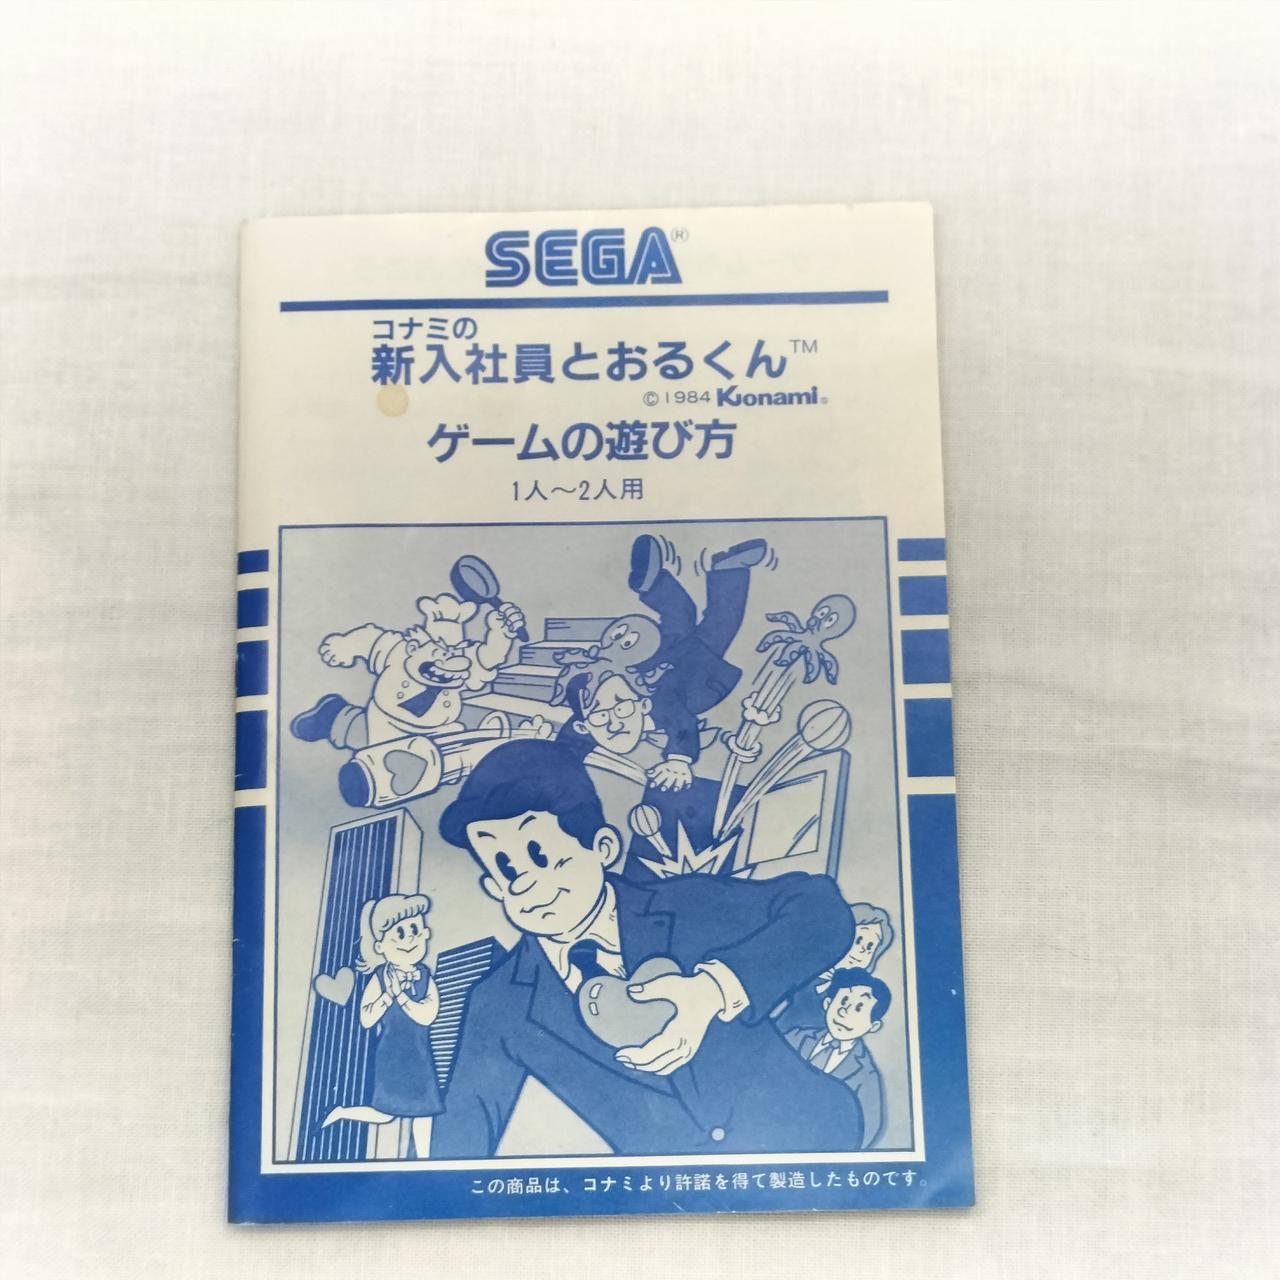 SEGA®
コナミの
新入社員とおるくん™
©1984 Konami®
ゲームの遊び方
1人～2人用
この商品は、コナミより許諾を得て製造したものです。